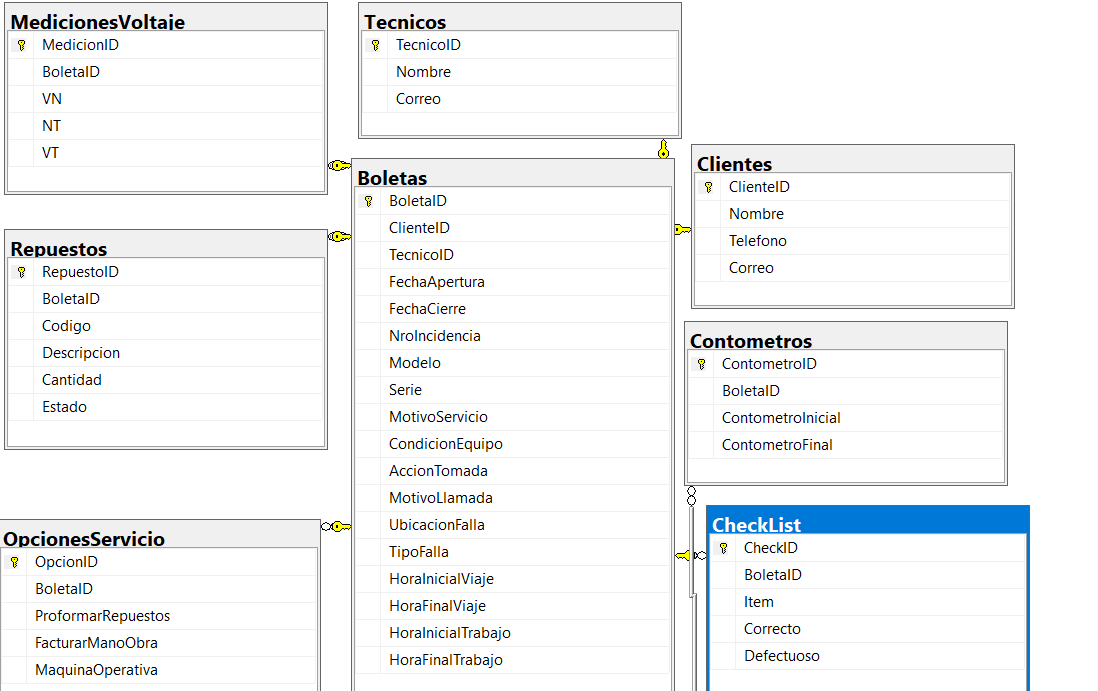 MedicionesVoltaje
MedicionID
BoletaID
VN
NT
VT
Tecnicos
TecnicoID
Nombre
Correo
Clientes
ClienteID
Nombre
Telefono
Correo
Boletas
BoletaID
ClienteID
TecnicoID
FechaApertura
FechaCierre
NroIncidencia
Modelo
Serie
MotivoServicio
CondicionEquipo
AccionTomada
MotivoLlamada
UbicacionFalla
TipoFalla
HoraInicialViaje
HoraFinalViaje
HoraInicialTrabajo
HoraFinalTrabajo
Repuestos
RepuestoID
BoletaID
Codigo
Descripcion
Cantidad
Estado
Contometros
ContometroID
BoletaID
ContometroInicial
ContometroFinal
OpcionesServicio
OpcionID
BoletaID
ProformarRepuestos
FacturarManoObra
MaquinaOperativa
CheckList
CheckID
BoletaID
Item
Correcto
Defectuoso